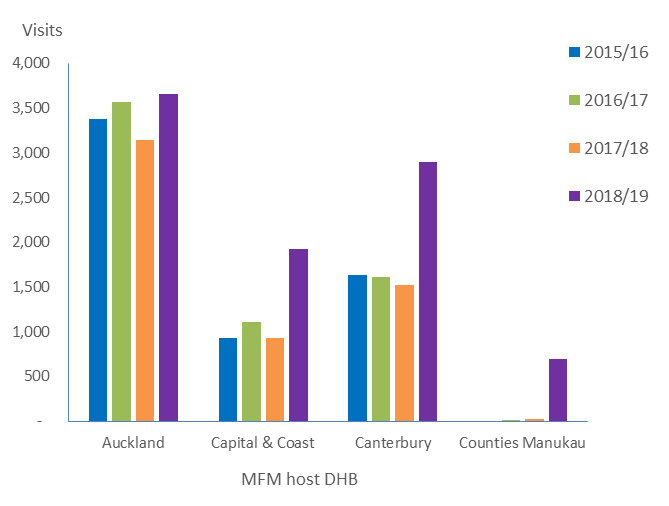 Visits
4,000
3,500
3,000
2,500
2,000
1,500
1,000
500
-
2015/16
2016/17
2017/18
2018/19
Auckland
Capital & Coast
Canterbury
Counties Manukau
MFM host DHB